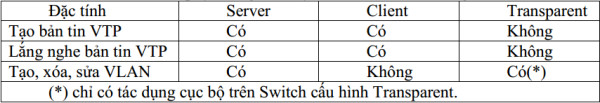 Đặc tính Server Client Transparent
Tạo bản tin VTP Có Có Không
Lắng nghe bản tin VTP Có Có Không
Tạo, xóa, sửa VLAN Có Không Có(*)
(*) chỉ có tác dụng cục bộ trên Switch cấu hình Transparent.